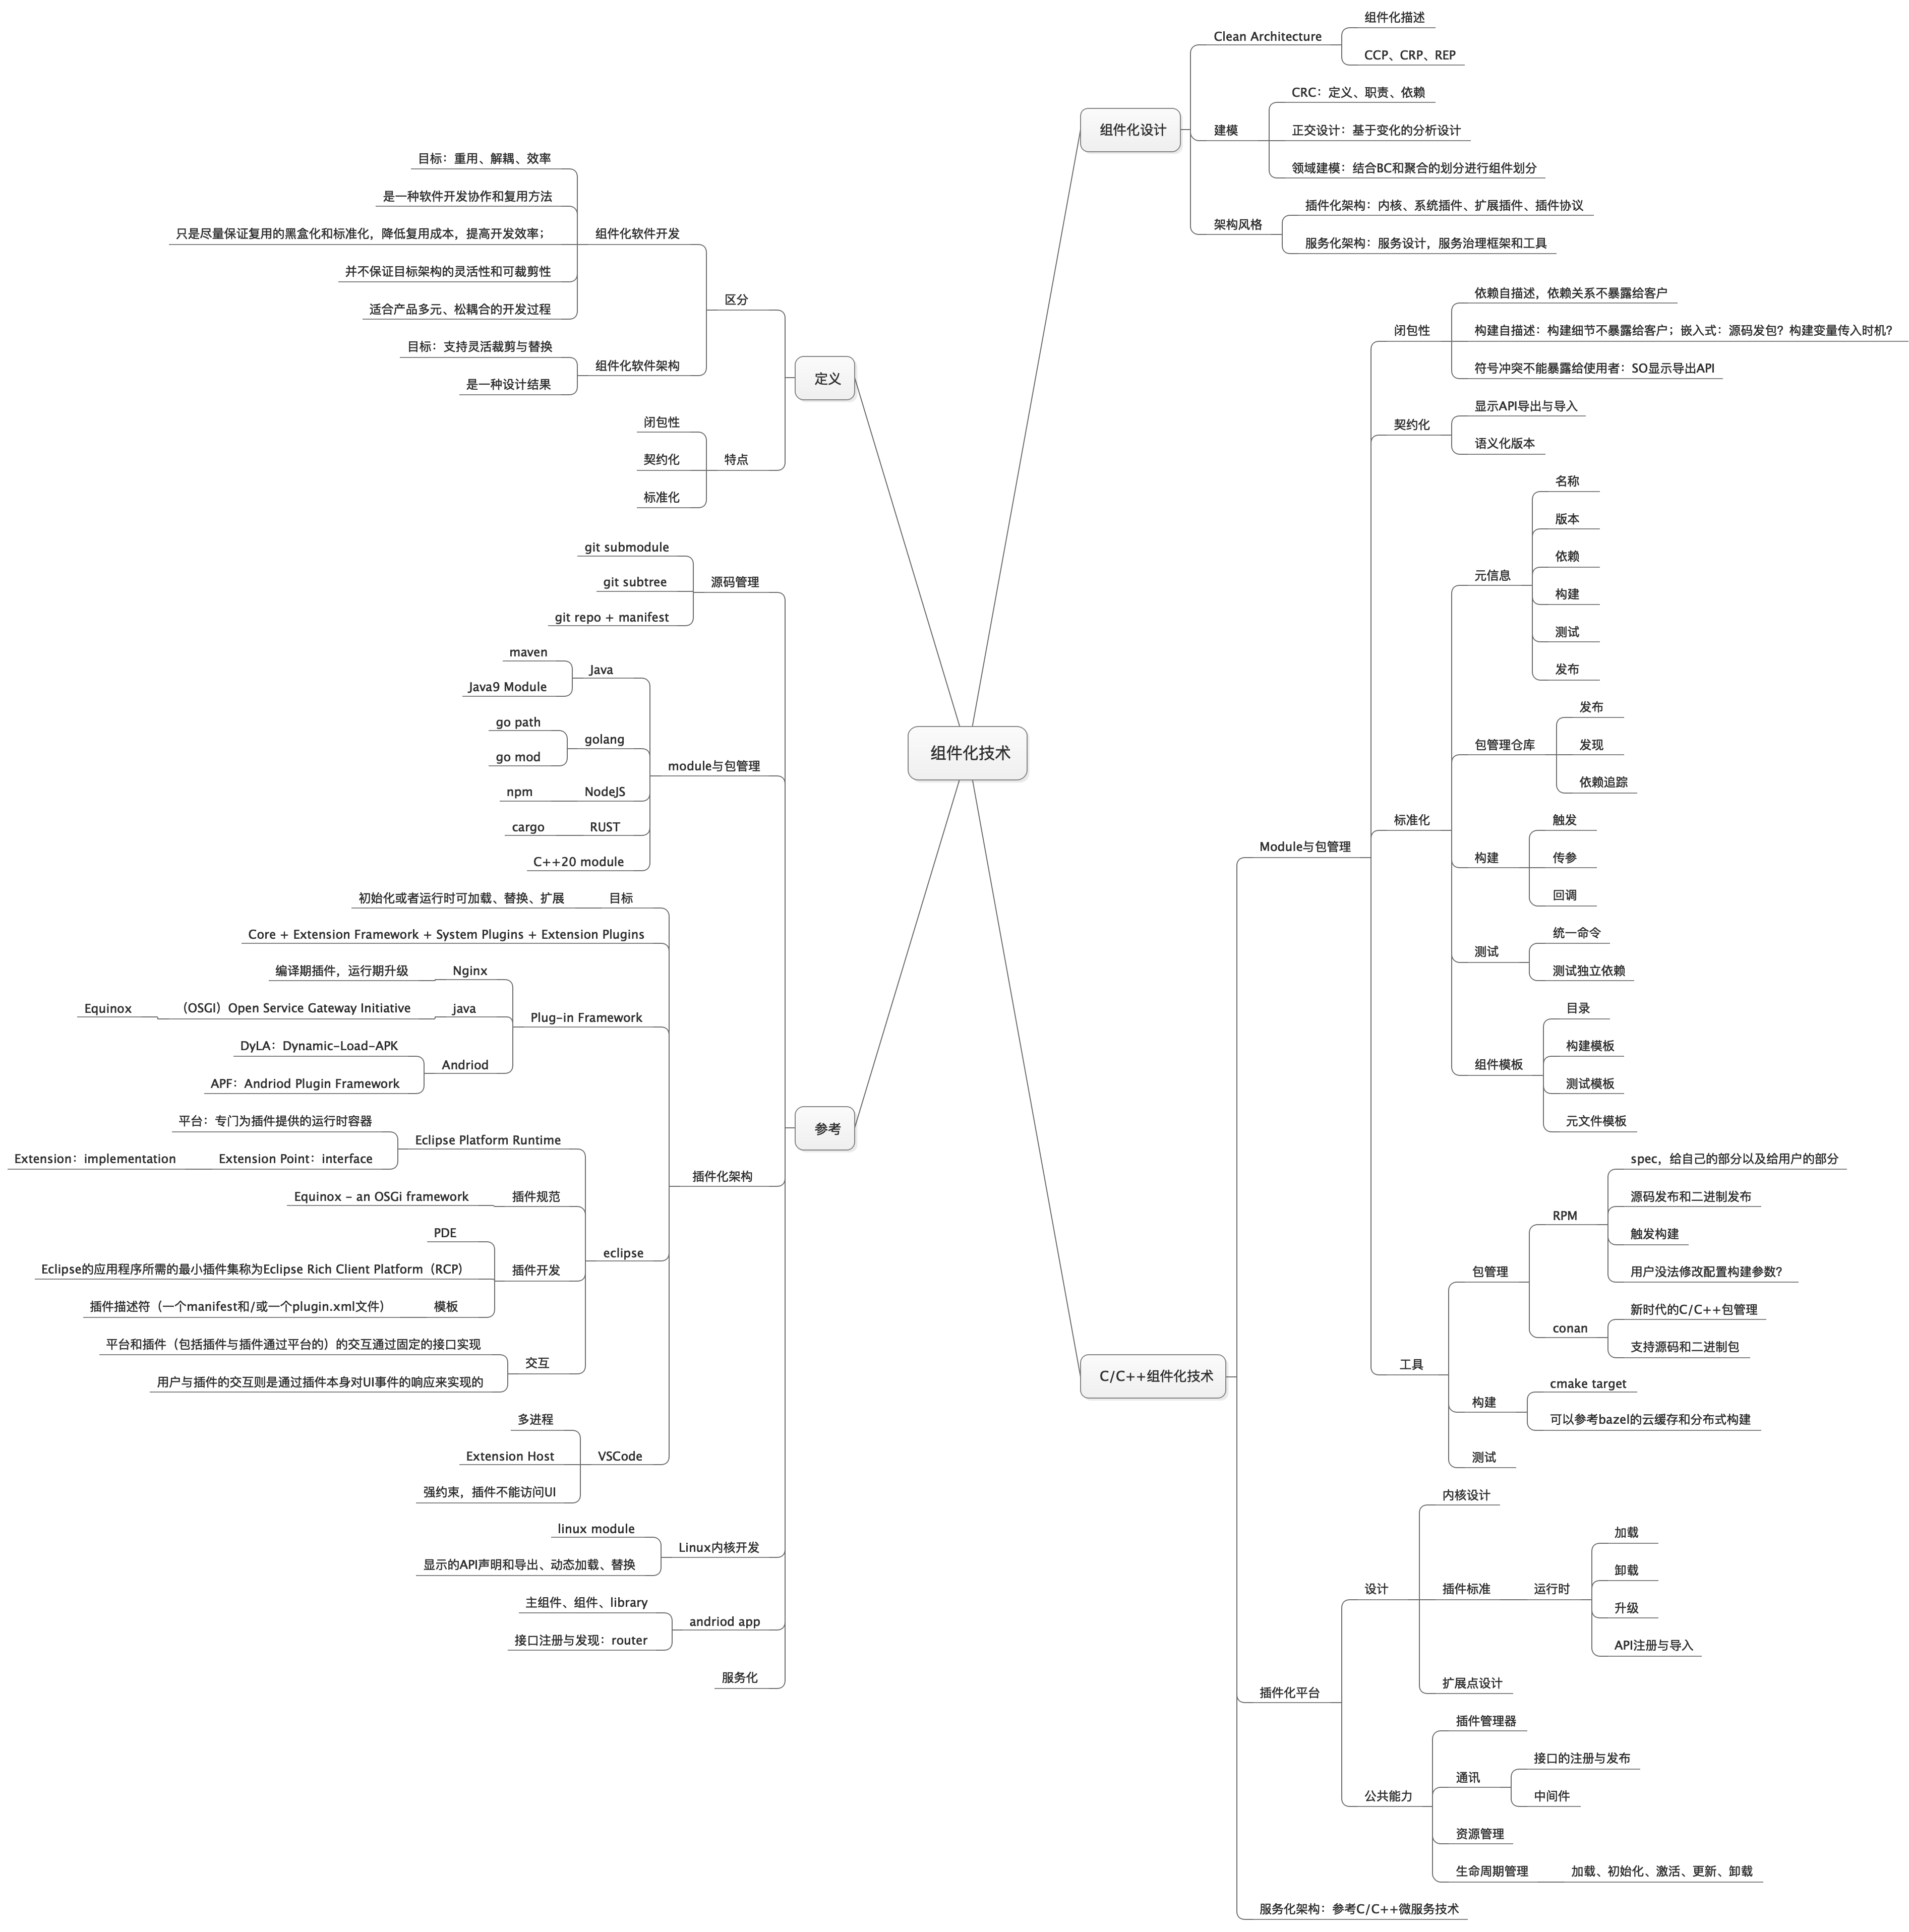 组件化技术
组件化设计
Clean Architecture
组件化描述
CCP、CRP、REP
建模
CRC：定义、职责、依赖
正交设计：基于变化的分析设计
领域建模：结合BC和聚合的划分进行组件划分
架构风格
插件化架构：内核、系统插件、扩展插件、插件协议
服务化架构：服务设计，服务治理框架和工具
C/C++组件化技术
Module与包管理
闭包性
依赖自描述，依赖关系不暴露给客户
构建自描述：构建细节不暴露给客户；嵌入式：源码发包？构建变量传入时机？
符号冲突不能暴露给使用者：SO显示导出API
契约化
显示API导出与导入
语义化版本
标准化
元信息
名称
版本
依赖
构建
测试
发布
包管理仓库
发布
发现
依赖追踪
构建
触发
传参
回调
测试
统一命令
测试独立依赖
组件模板
目录
构建模板
测试模板
元文件模板
工具
包管理
RPM
spec，给自己的部分以及给用户的部分
源码发布和二进制发布
触发构建
用户没法修改配置构建参数？
conan
新时代的C/C++包管理
支持源码和二进制包
构建
cmake target
可以参考bazel的云缓存和分布式构建
测试
插件化平台
设计
内核设计
插件标准
运行时
加载
卸载
升级
API注册与导入
扩展点设计
公共能力
插件管理器
通讯
接口的注册与发布
中间件
资源管理
生命周期管理
加载、初始化、激活、更新、卸载
服务化架构：参考C/C++微服务技术
定义
区分
组件化软件开发
目标：重用、解耦、效率
是一种软件开发协作和复用方法
只是尽量保证复用的黑盒化和标准化，降低复用成本，提高开发效率；
并不保证目标架构的灵活性和可裁剪性
适合产品多元、松耦合的开发过程
组件化软件架构
目标：支持灵活裁剪与替换
是一种设计结果
特点
闭包性
契约化
标准化
参考
源码管理
git submodule
git subtree
git repo + manifest
module与包管理
Java
maven
Java9 Module
golang
go path
go mod
NodeJS
npm
RUST
cargo
C++20 module
插件化架构
目标
初始化或者运行时可加载、替换、扩展
Core + Extension Framework + System Plugins + Extension Plugins
Plug-in Framework
Nginx
编译期插件，运行期升级
java
（OSGI）Open Service Gateway Initiative
Equinox
Andriod
DyLA：Dynamic-Load-APK
APF：Andriod Plugin Framework
eclipse
Eclipse Platform Runtime
平台：专门为插件提供的运行时容器
Extension Point：interface
Extension：implementation
插件规范
Equinox - an OSGi framework
插件开发
PDE
Eclipse的应用程序所需的最小插件集称为Eclipse Rich Client Platform（RCP）
模板
插件描述符（一个manifest和/或一个plugin.xml文件）
交互
平台和插件（包括插件与插件通过平台的）的交互通过固定的接口实现
用户与插件的交互则是通过插件本身对UI事件的响应来实现的
VSCode
多进程
Extension Host
强约束，插件不能访问UI
Linux内核开发
linux module
显示的API声明和导出、动态加载、替换
andriod app
主组件、组件、library
接口注册与发现：router
服务化